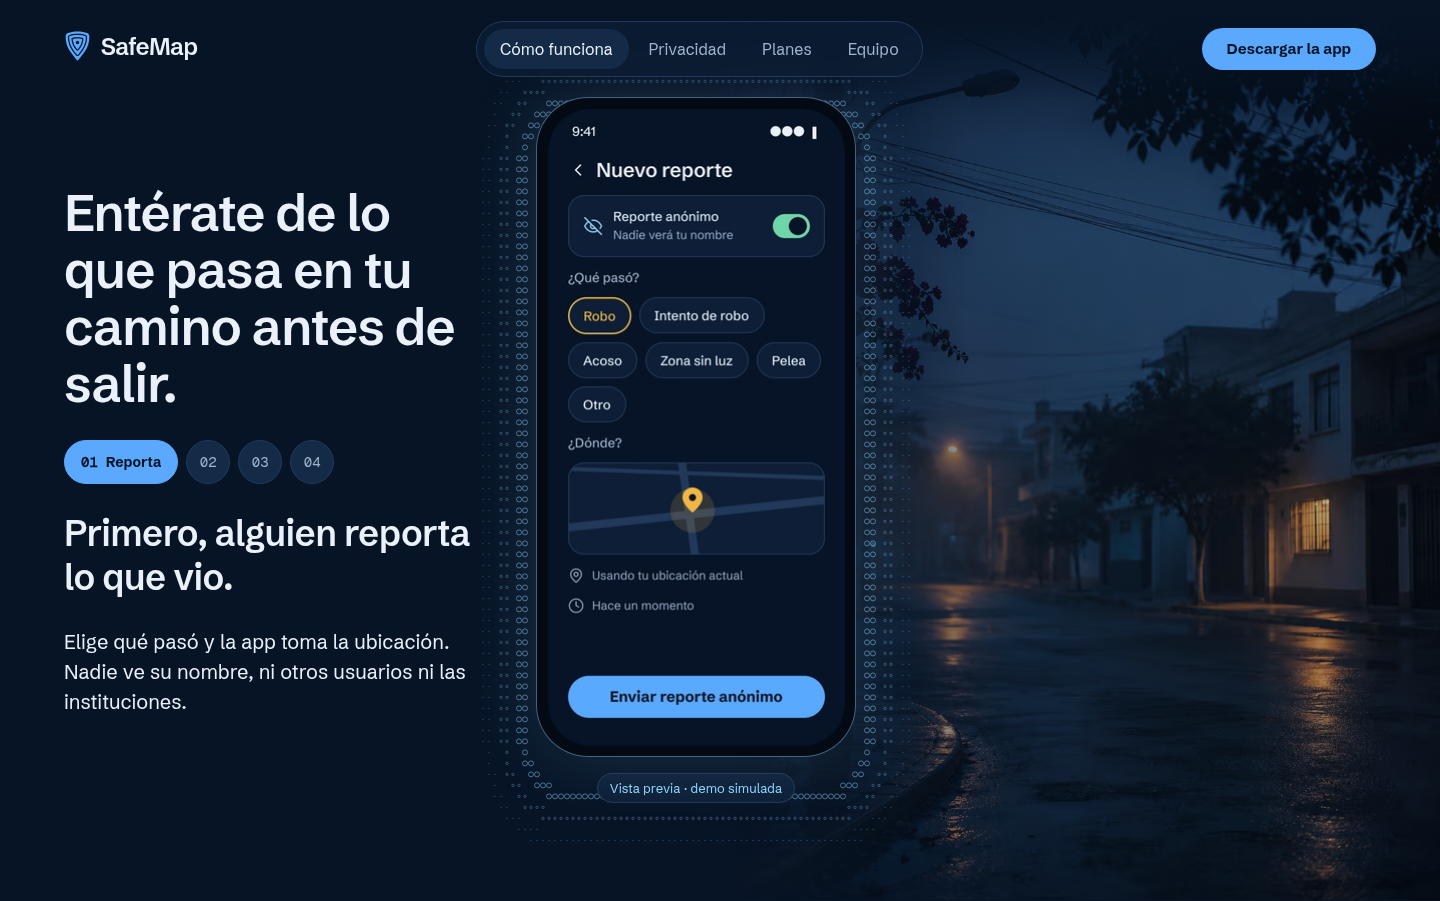 SafeMap
Cómo funciona
Privacidad
Planes
Equipo
Descargar la app
Entérate de lo
que pasa en tu
camino antes de
salir.
01 Reporta
02
03
04
Primero, alguien reporta
lo que vio.
Elige qué pasó y la app toma la ubicación.
Nadie ve su nombre, ni otros usuarios ni las
instituciones.
9:41
Nuevo reporte
Reporte anónimo
Nadie verá tu nombre
¿Qué pasó?
Robo
Intento de robo
Acoso
Zona sin luz
Pelea
Otro
¿Dónde?
Usando tu ubicación actual
Hace un momento
Enviar reporte anónimo
Vista previa · demo simulada